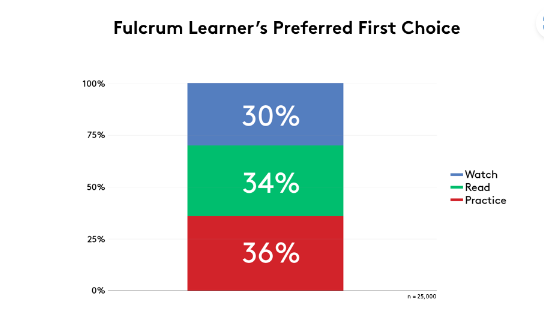 Fulcrum Learner’s Preferred First Choice
100%
75%
50%
25%
0%
30%
34%
36%
Watch
Read
Practice
n = 25,000